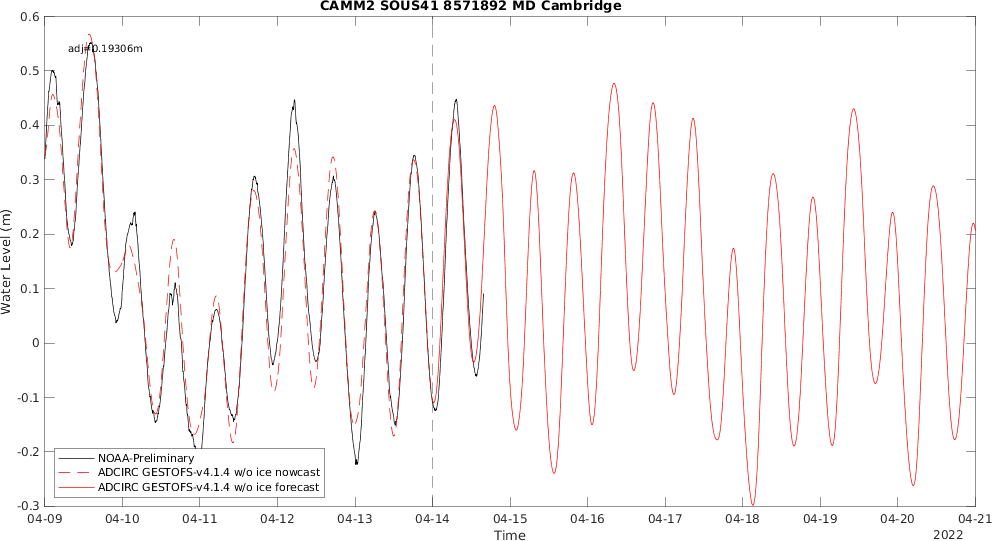 CAMM2 SOUS41 8571892 MD Cambridge
0.6
adj=0.19306m
0.5
0.4
0.3
0.2
0.1
0
-0.1
-0.2
-0.3
Water Level (m)
NOAA-Preliminary
ADCIRC GESTOFS-v4.1.4 w/o ice nowcast
ADCIRC GESTOFS-v4.1.4 w/o ice forecast
04-09 04-10 04-11 04-12 04-13 04-14 04-15 04-16 04-17 04-18 04-19 04-20 04-21
Time
2022